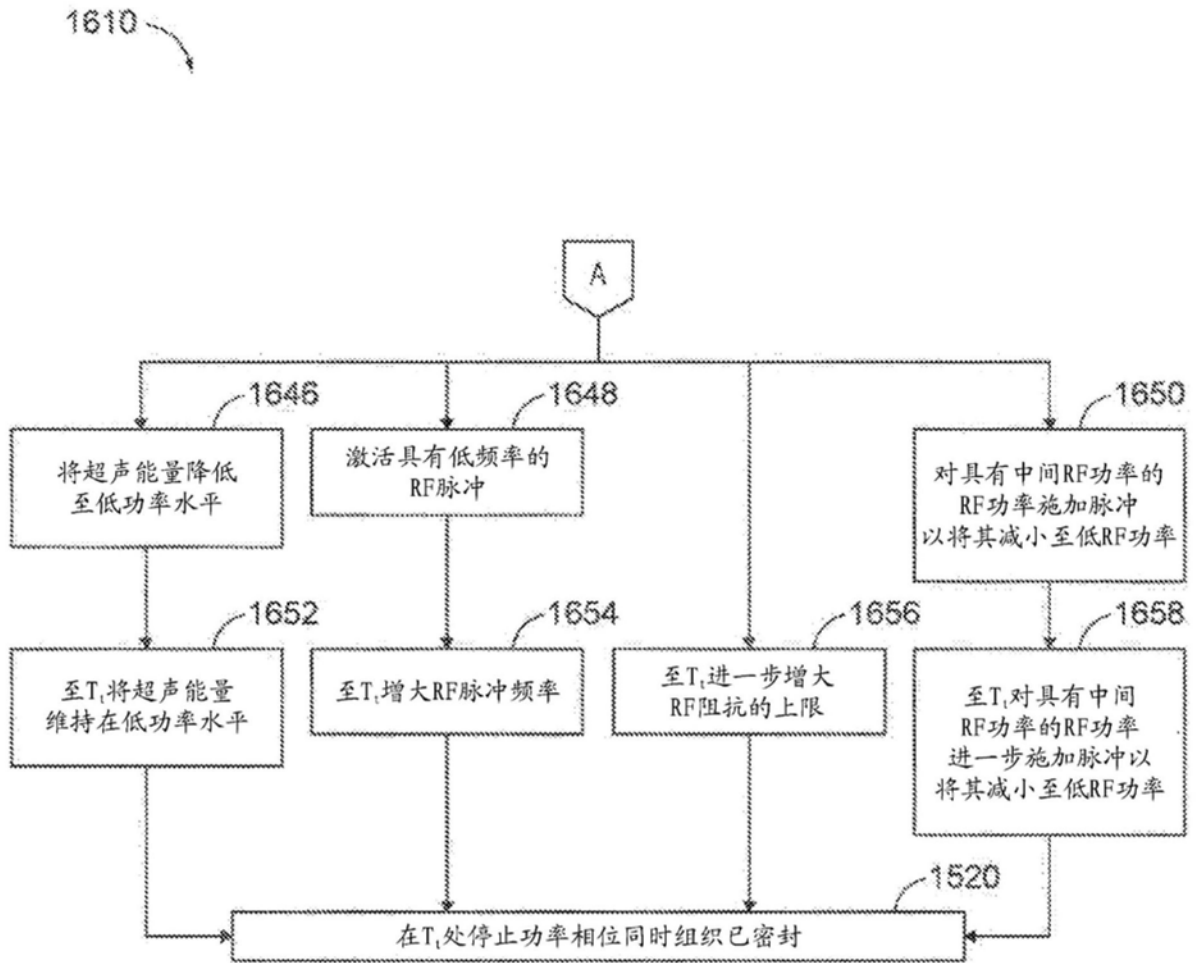 1610
A
1646
将超声能量降低
至低功率水平
1648
激活具有低频率的
RF脉冲
1650
对具有中间RF功率的
RF功率施加脉冲
以将其减小至低RF功率
1652
至Tt将超声能量
维持在低功率水平
1654
至Tt增大RF脉冲频率
1656
至Tt进一步增大
RF阻抗的上限
1658
至Tt对具有中间
RF功率的RF功率
进一步施加脉冲以
将其减小至低RF功率
1520
在Tt处停止功率相位同时组织已密封